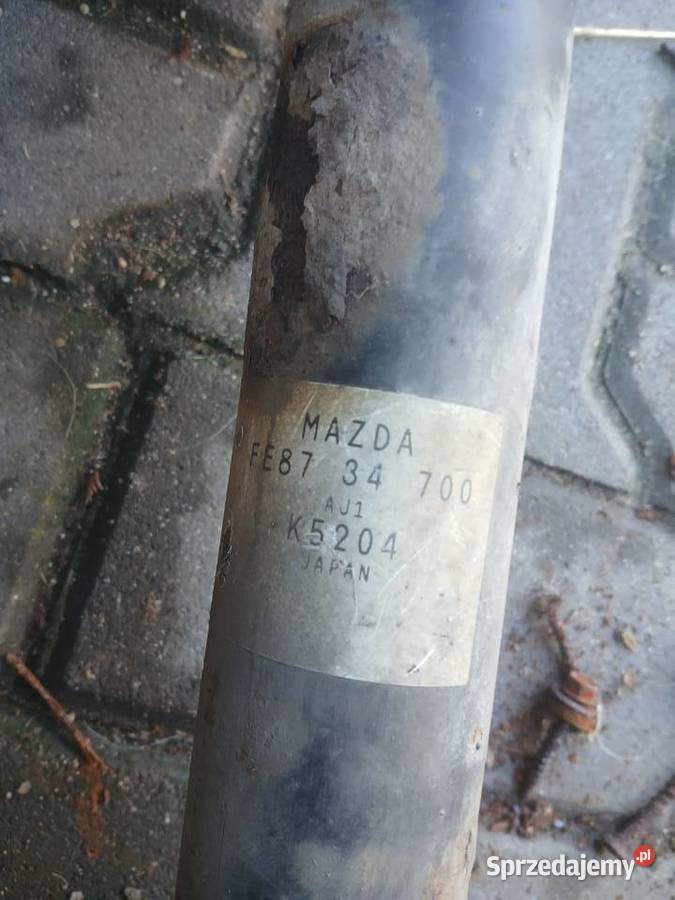 MAZDA
FE87 34 700
AJ1
K5204
JAPAN
Sprzedajemy.pl